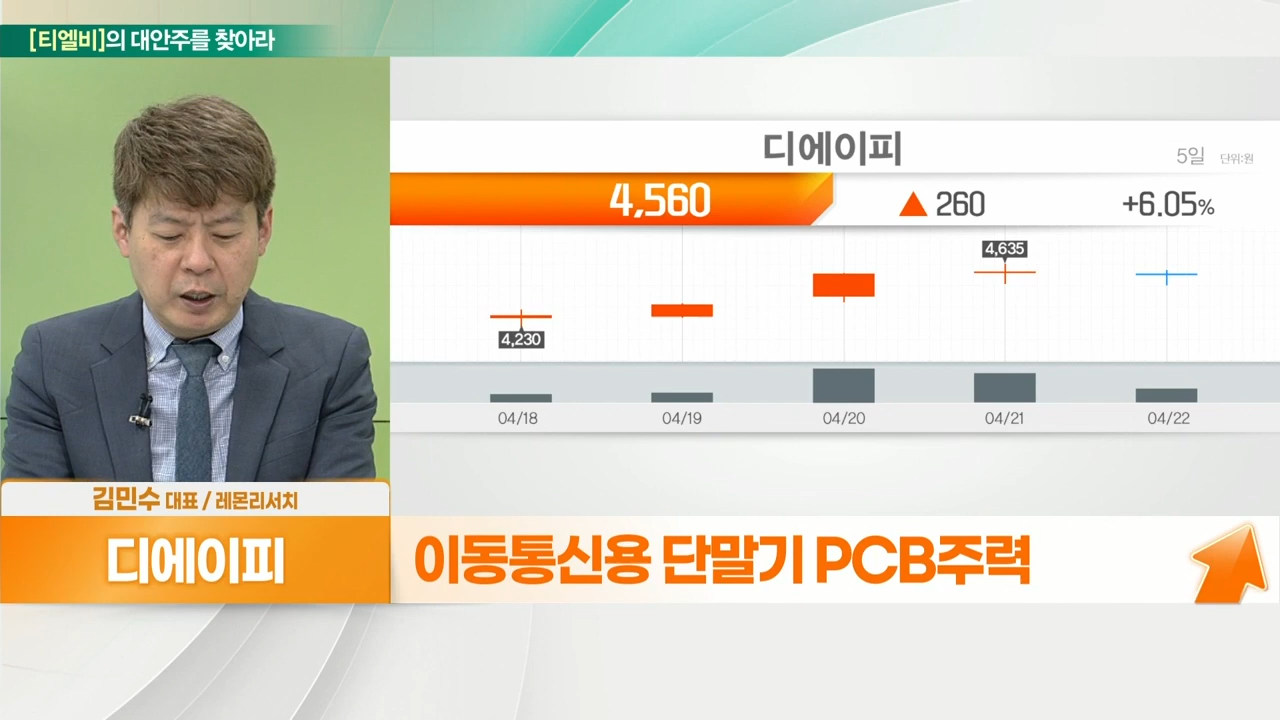 [티엘비]의 대안주를 찾아라
디에이피
5일 단위:원
4,560 ▲ 260 +6.05%
4,635
4,230
04/18 04/19 04/20 04/21 04/22
김민수 대표 / 레몬리서치
디에이피
이동통신용 단말기 PCB주력